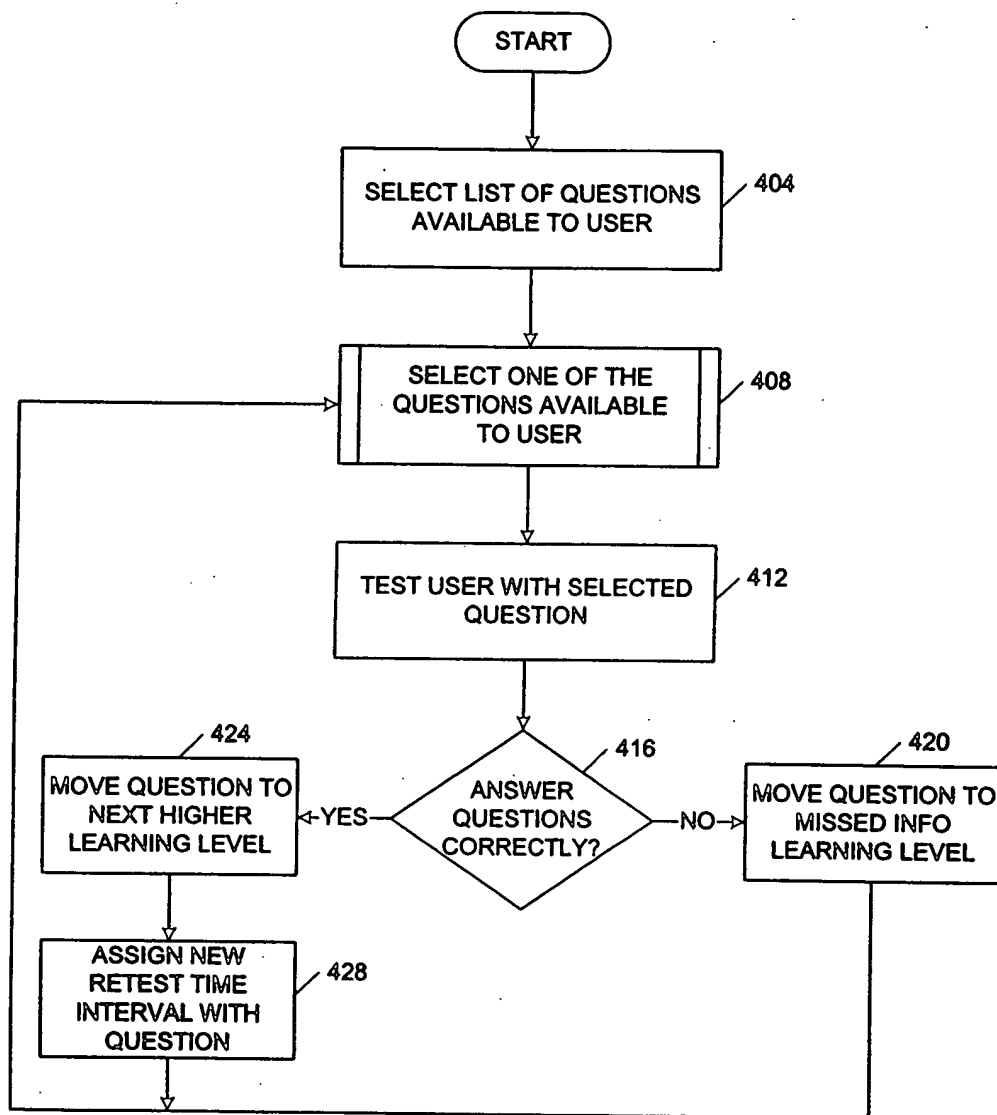 START
SELECT LIST OF QUESTIONS
AVAILABLE TO USER
404
SELECT ONE OF THE
QUESTIONS AVAILABLE
TO USER
408
TEST USER WITH SELECTED
QUESTION
412
416
ANSWER
QUESTIONS
CORRECTLY?
YES
NO
424
MOVE QUESTION TO
NEXT HIGHER
LEARNING LEVEL
420
MOVE QUESTION TO
MISSED INFO
LEARNING LEVEL
ASSIGN NEW
RETEST TIME
INTERVAL WITH
QUESTION
428